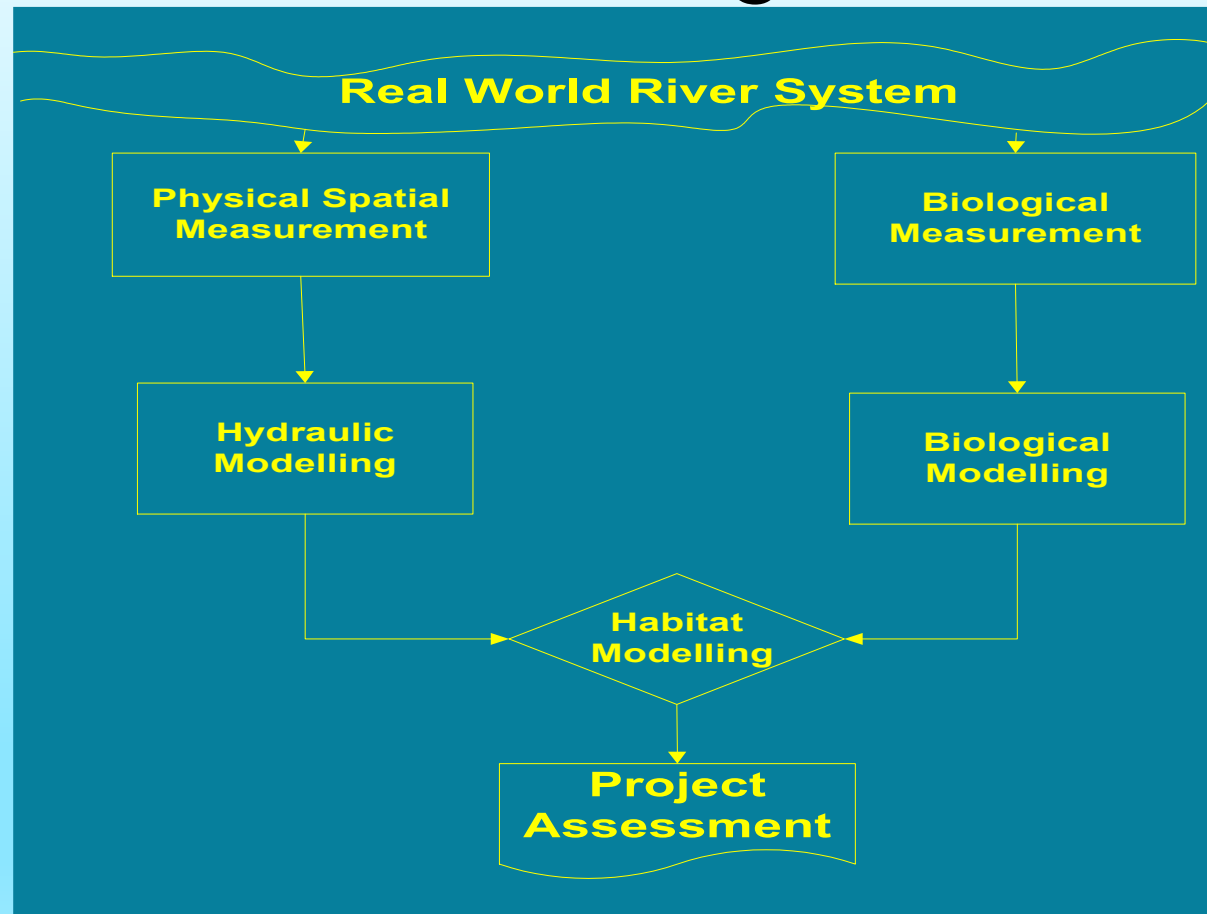 Real World River System
Physical Spatial
Measurement
Biological
Measurement
Hydraulic
Modelling
Biological
Modelling
Habitat
Modelling
Project
Assessment